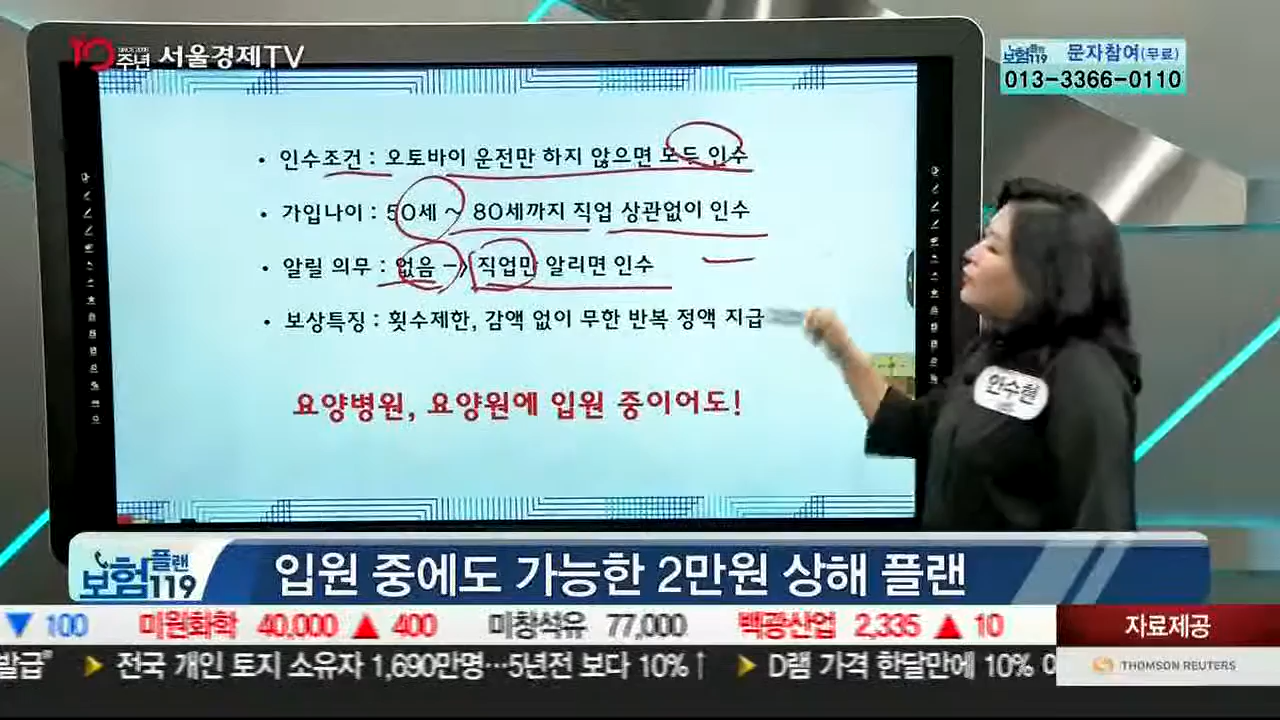 10주년 서울경제TV
보험플랜119 문자참여(무료)
013-3366-0110
• 인수조건 : 오토바이 운전만 하지 않으면 모두 인수
• 가입나이 : 50세 ~ 80세까지 직업 상관없이 인수
• 알릴 의무 : 없음 -> 직업만 알리면 인수
• 보상특징 : 횟수제한, 감액 없이 무한 반복 정액 지급
요양병원, 요양원에 입원 중이어도!
안수현
보험플랜119
입원 중에도 가능한 2만원 상해 플랜
▼ 100 미원화학 40,000 ▲ 400 미창석유 77,000 백광산업 2,335 ▲ 10
자료제공
발급" ▶ 전국 개인 토지 소유자 1,690만명…5년전 보다 10%↑ ▶ D램 가격 한달만에 10%
THOMSON REUTERS